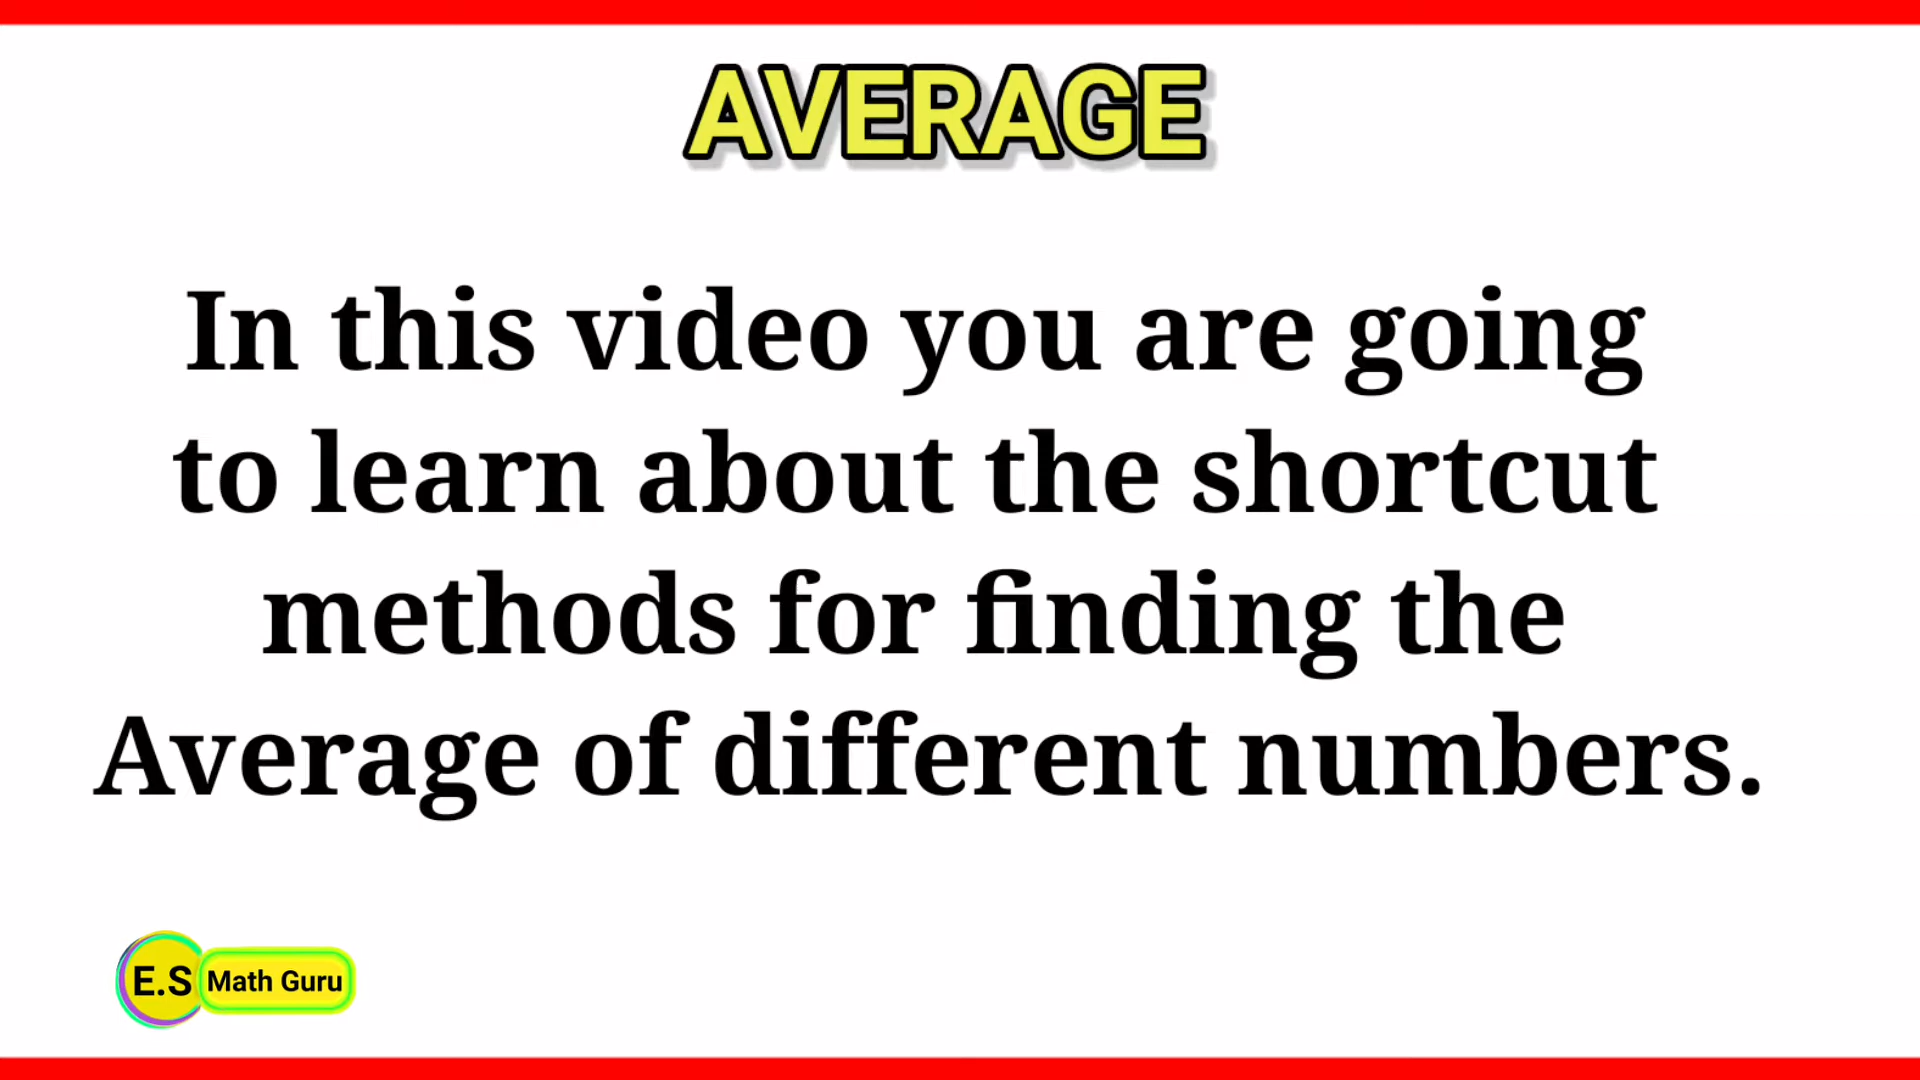 AVERAGE
In this video you are going
to learn about the shortcut
methods for finding the
Average of different numbers.
E.S Math Guru